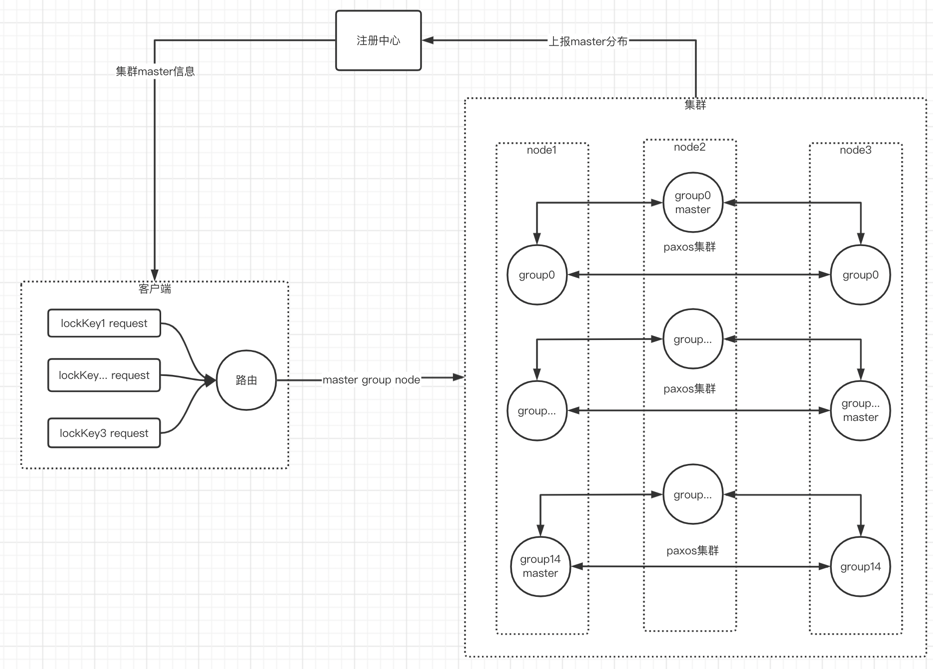 注册中心
上报master分布
集群master信息
集群
node1
node2
node3
group0
master
paxos集群
group0
group0
客户端
lockKey1 request
lockKey... request
lockKey3 request
路由
master group node
group...
paxos集群
group...
group...
master
group...
paxos集群
group14
master
group14